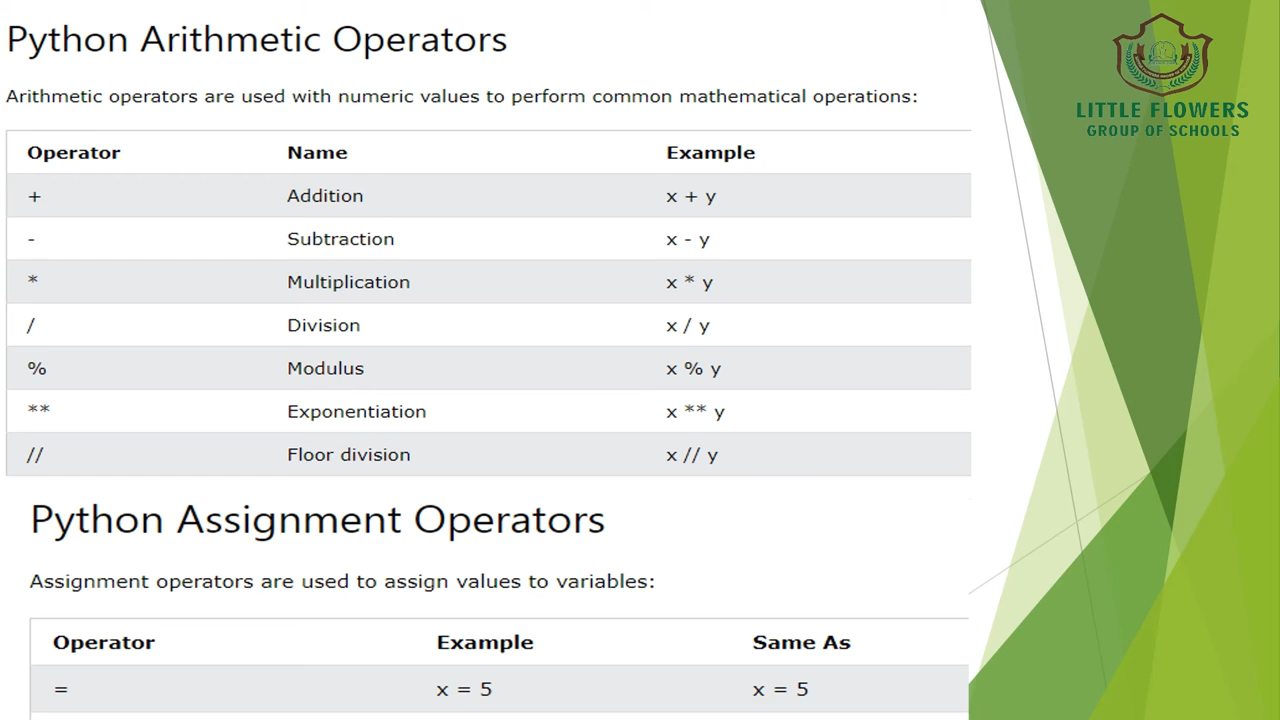 Python Arithmetic Operators
Arithmetic operators are used with numeric values to perform common mathematical operations:
Operator Name Example
+ Addition x + y
- Subtraction x - y
* Multiplication x * y
/ Division x / y
% Modulus x % y
** Exponentiation x ** y
// Floor division x // y
Python Assignment Operators
Assignment operators are used to assign values to variables:
Operator Example Same As
= x = 5 x = 5
LITTLE FLOWERS
GROUP OF SCHOOLS